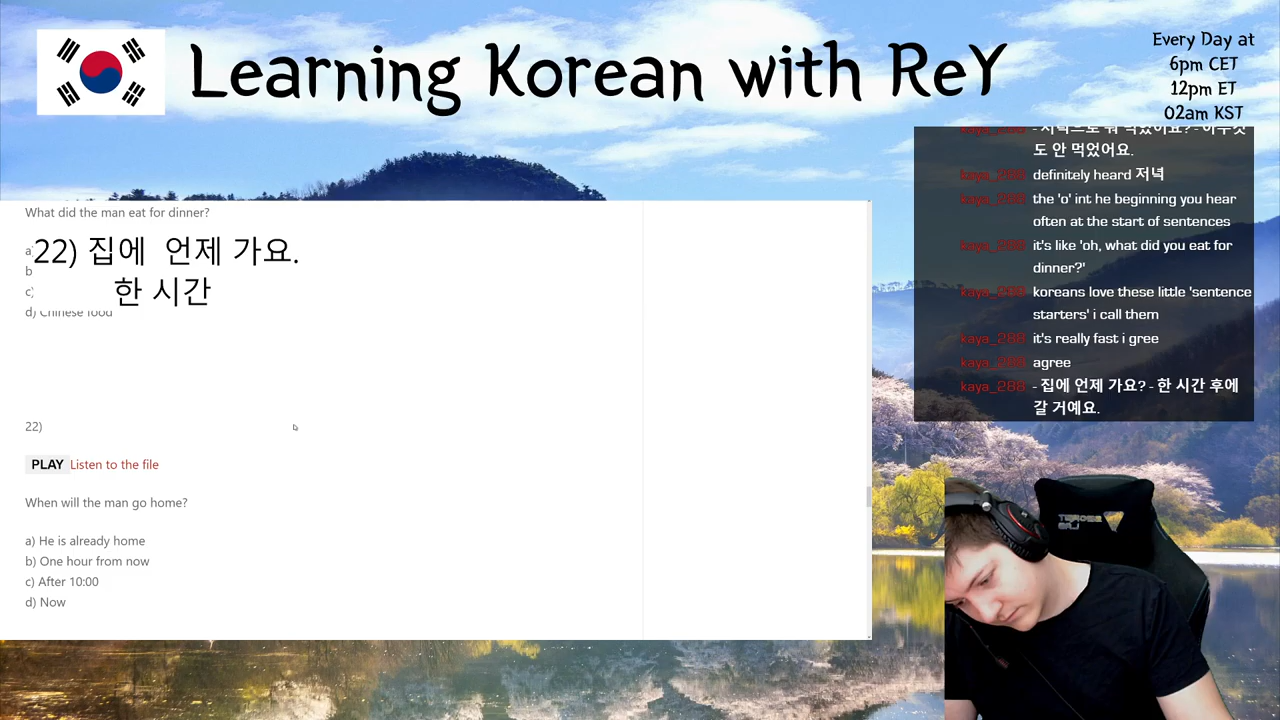 Learning Korean with ReY
Every Day at
6pm CET
12pm ET
02am KST
도 안 먹었어요.
definitely heard 저녁
the 'o' int he beginning you hear
often at the start of sentences
it's like 'oh, what did you eat for
dinner?'
koreans love these little 'sentence
starters' i call them
kaya_288 it's really fast i gree
kaya_288 agree
kaya_288 - 집에 언제 가요? - 한 시간 후에
갈 거예요.
What did the man eat for dinner?
a)
22) 집에 언제 가요.
b
c)
한 시간
d) Chinese food
22)
PLAY Listen to the file
When will the man go home?
a) He is already home
b) One hour from now
c) After 10:00
d) Now